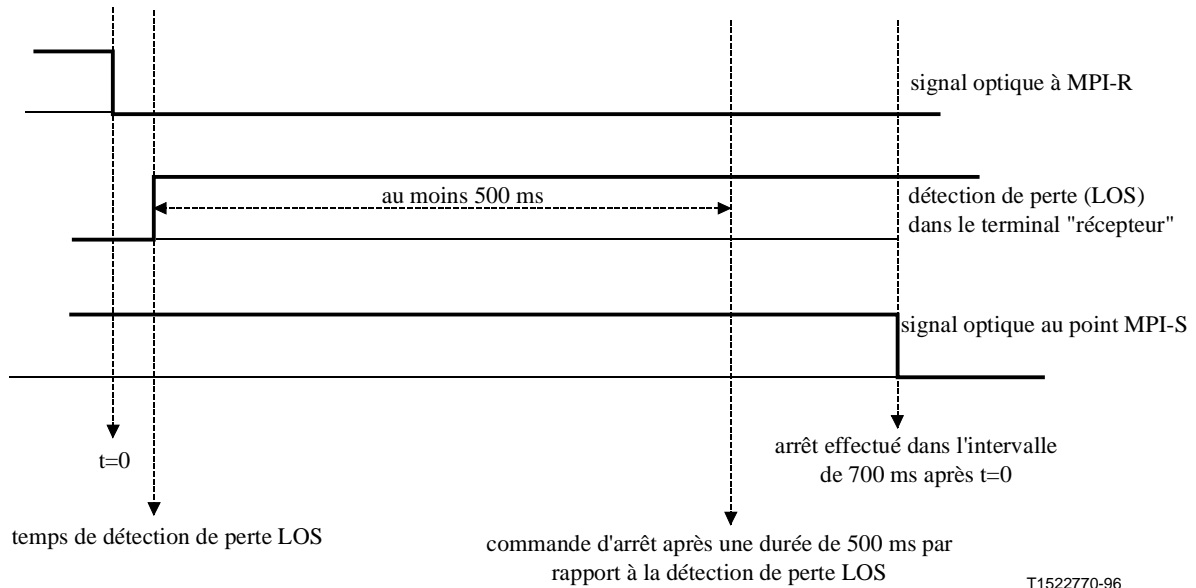 signal optique à MPI-R
au moins 500 ms
détection de perte (LOS)
dans le terminal "récepteur"
signal optique au point MPI-S
t=0
arrêt effectué dans l'intervalle
de 700 ms après t=0
temps de détection de perte LOS
commande d'arrêt après une durée de 500 ms par
rapport à la détection de perte LOS
T1522770-96